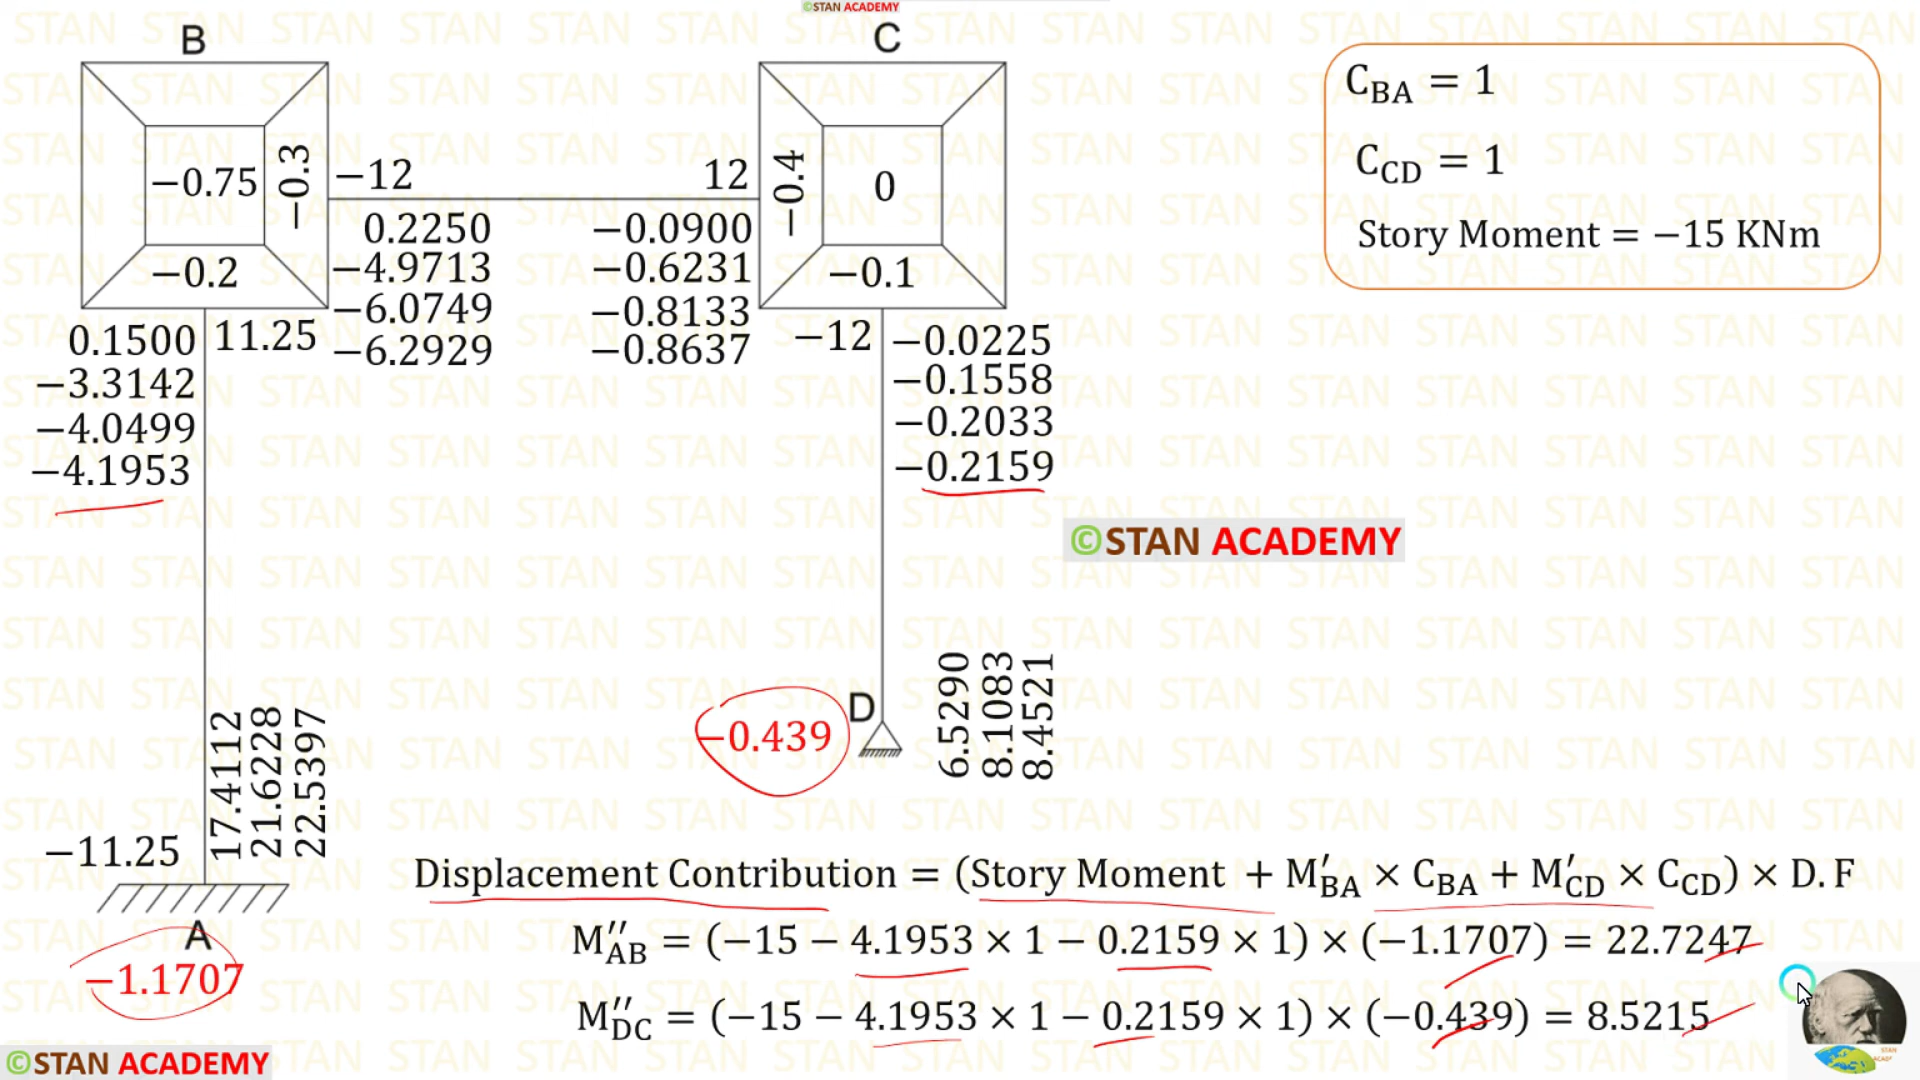 ©STAN ACADEMY
B
C
−0.75
−0.3
−0.2
−12
12
−0.4
0
−0.1
0.2250
−4.9713
−6.0749
−6.2929
−0.0900
−0.6231
−0.8133
−0.8637
0.1500
−3.3142
−4.0499
−4.1953
11.25
−12
−0.0225
−0.1558
−0.2033
−0.2159
C_BA = 1
C_CD = 1
Story Moment = −15 KNm
©STAN ACADEMY
D
−0.439
6.5290
8.1083
8.4521
17.4112
21.6228
22.5397
−11.25
A
−1.1707
Displacement Contribution = (Story Moment + M′_BA × C_BA + M′_CD × C_CD) × D. F
M″_AB = (−15 − 4.1953 × 1 − 0.2159 × 1) × (−1.1707) = 22.7247
M″_DC = (−15 − 4.1953 × 1 − 0.2159 × 1) × (−0.439) = 8.5215
©STAN ACADEMY